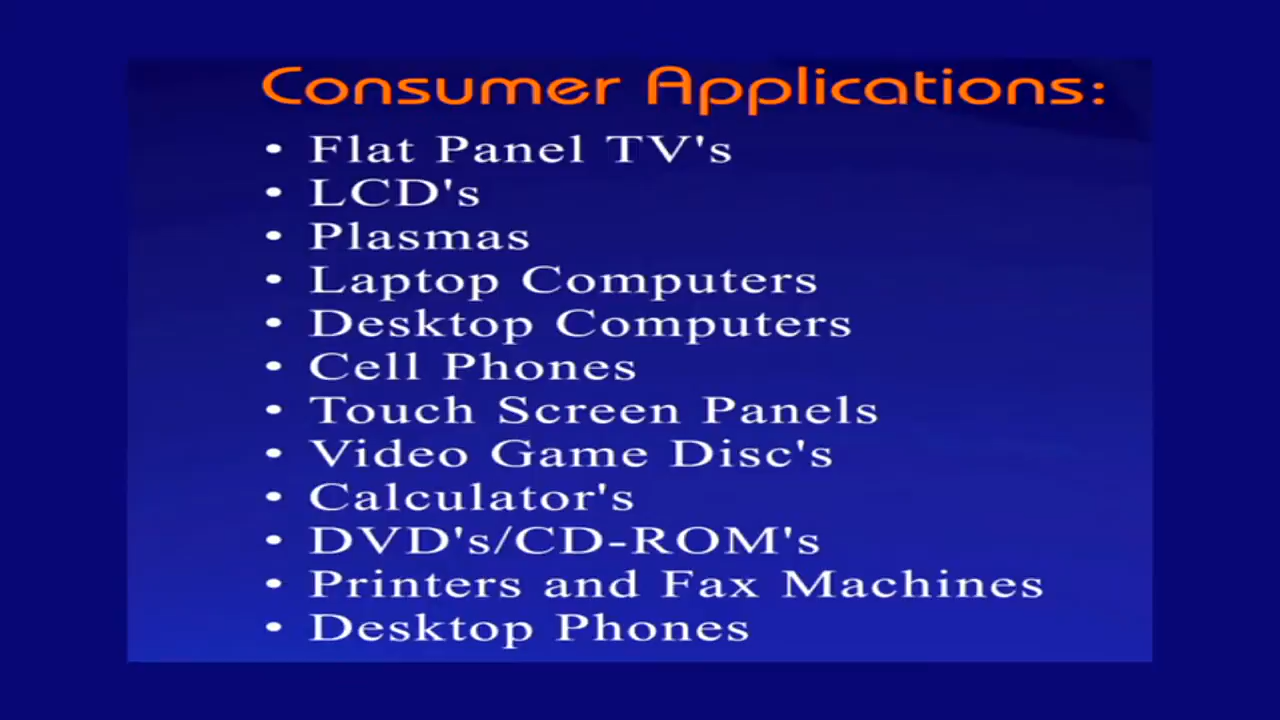 Consumer Applications:
• Flat Panel TV's
• LCD's
• Plasmas
• Laptop Computers
• Desktop Computers
• Cell Phones
• Touch Screen Panels
• Video Game Disc's
• Calculator's
• DVD's/CD-ROM's
• Printers and Fax Machines
• Desktop Phones